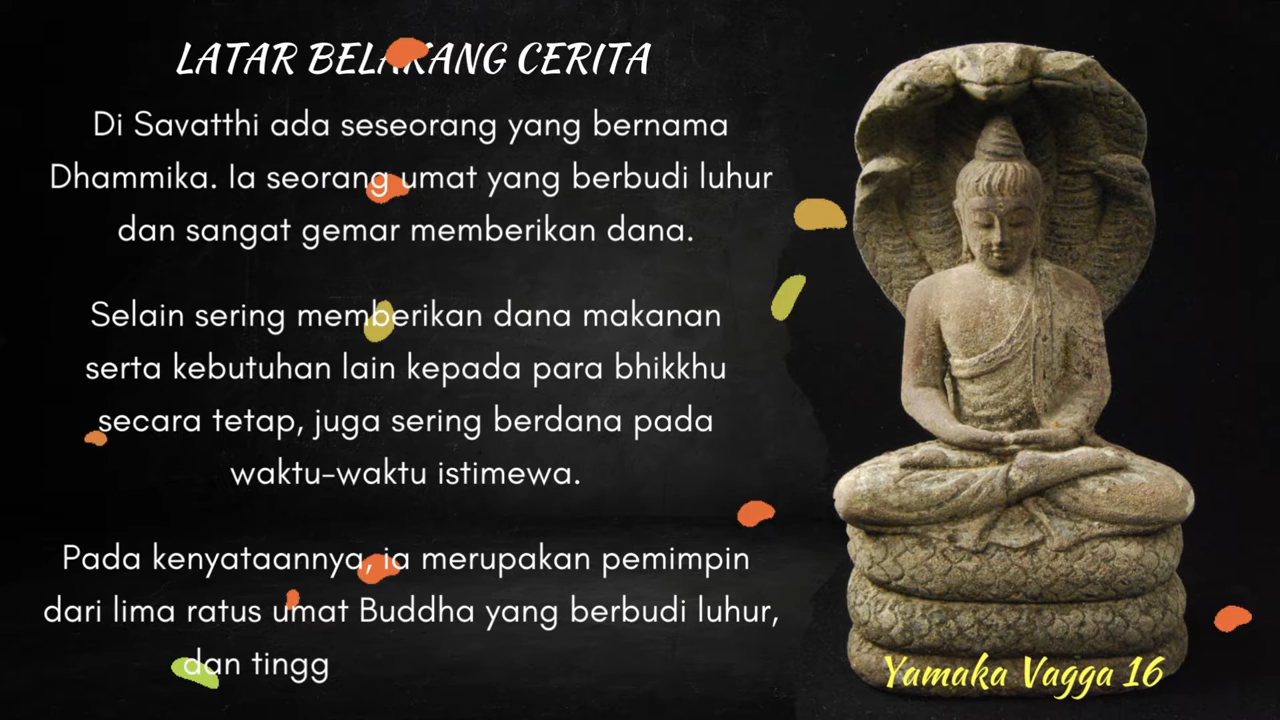 LATAR BELAKANG CERITA
Di Savatthi ada seseorang yang bernama
Dhammika. Ia seorang umat yang berbudi luhur
dan sangat gemar memberikan dana.
Selain sering memberikan dana makanan
serta kebutuhan lain kepada para bhikkhu
secara tetap, juga sering berdana pada
waktu-waktu istimewa.
Pada kenyataannya, ia merupakan pemimpin
dari lima ratus umat Buddha yang berbudi luhur,
dan tingg
Yamaka Vagga 16